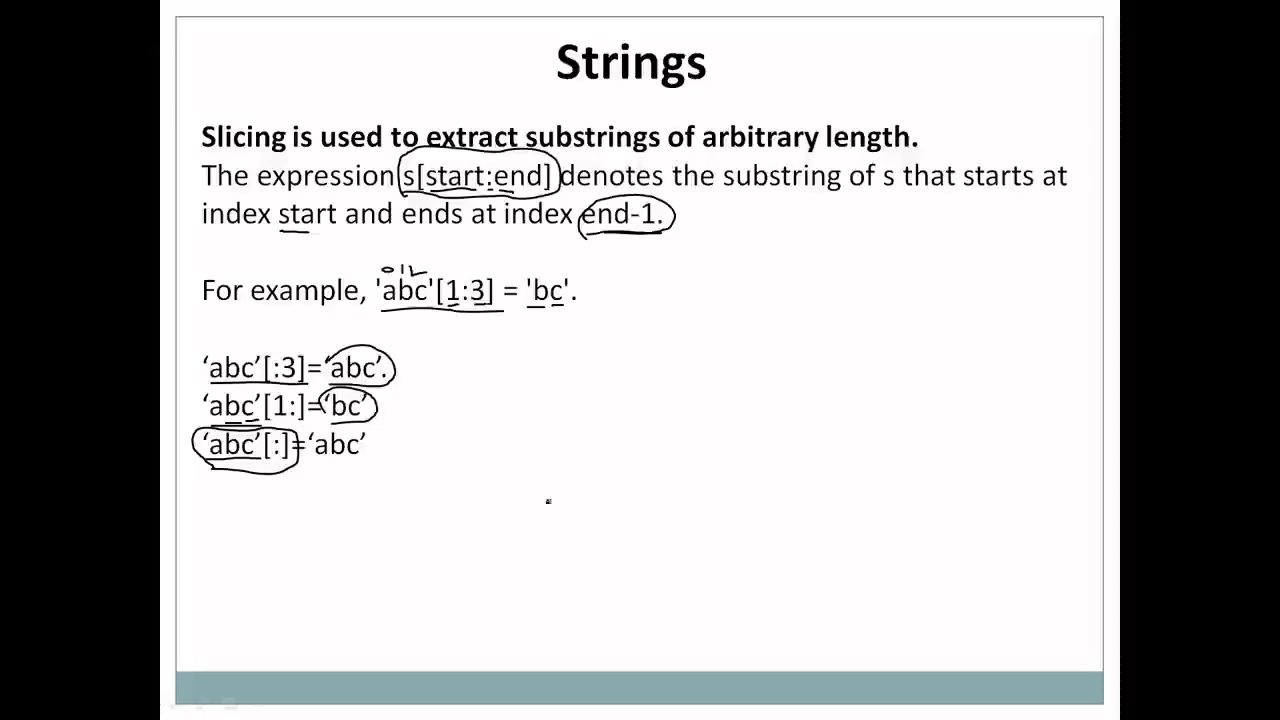 Strings
Slicing is used to extract substrings of arbitrary length.
The expression s[start:end] denotes the substring of s that starts at
index start and ends at index end-1.
012
For example, 'abc'[1:3] = 'bc'.
‘abc’[:3]=‘abc’.
‘abc’[1:]=‘bc’
‘abc’[:]=‘abc’